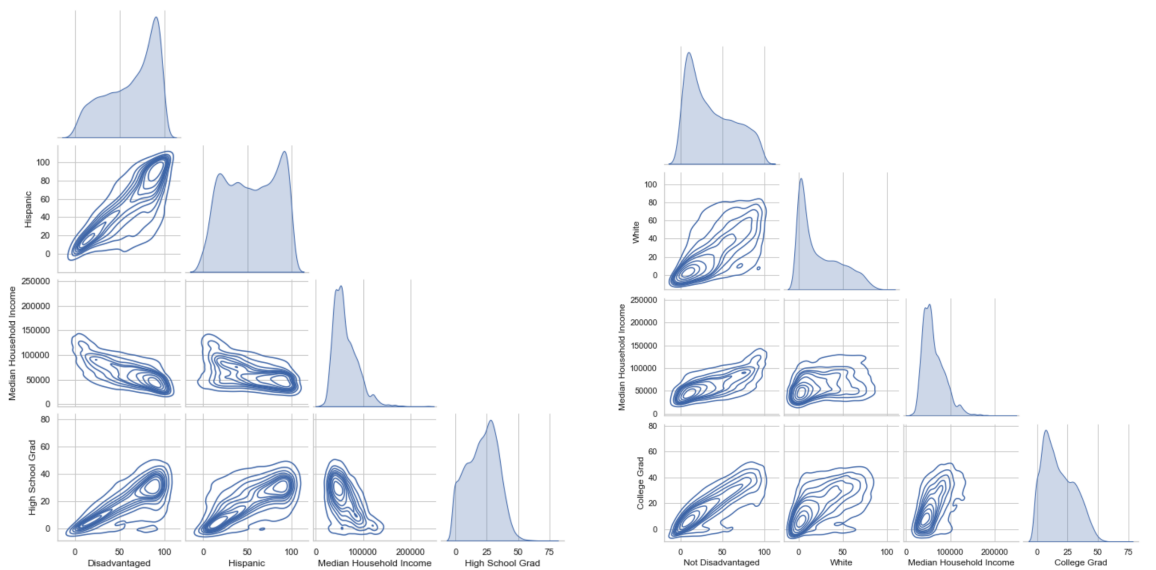 Hispanic
100
80
60
40
20
0
Median Household Income
250000
200000
150000
100000
50000
0
High School Grad
80
60
40
20
0
0 50 100
Disadvantaged
0 50 100
Hispanic
0 100000 200000
Median Household Income
0 25 50 75
High School Grad
White
100
80
60
40
20
0
Median Household Income
250000
200000
150000
100000
50000
0
College Grad
80
60
40
20
0
0 50 100
Not Disadvantaged
0 50 100
White
0 100000 200000
Median Household Income
0 25 50 75
College Grad